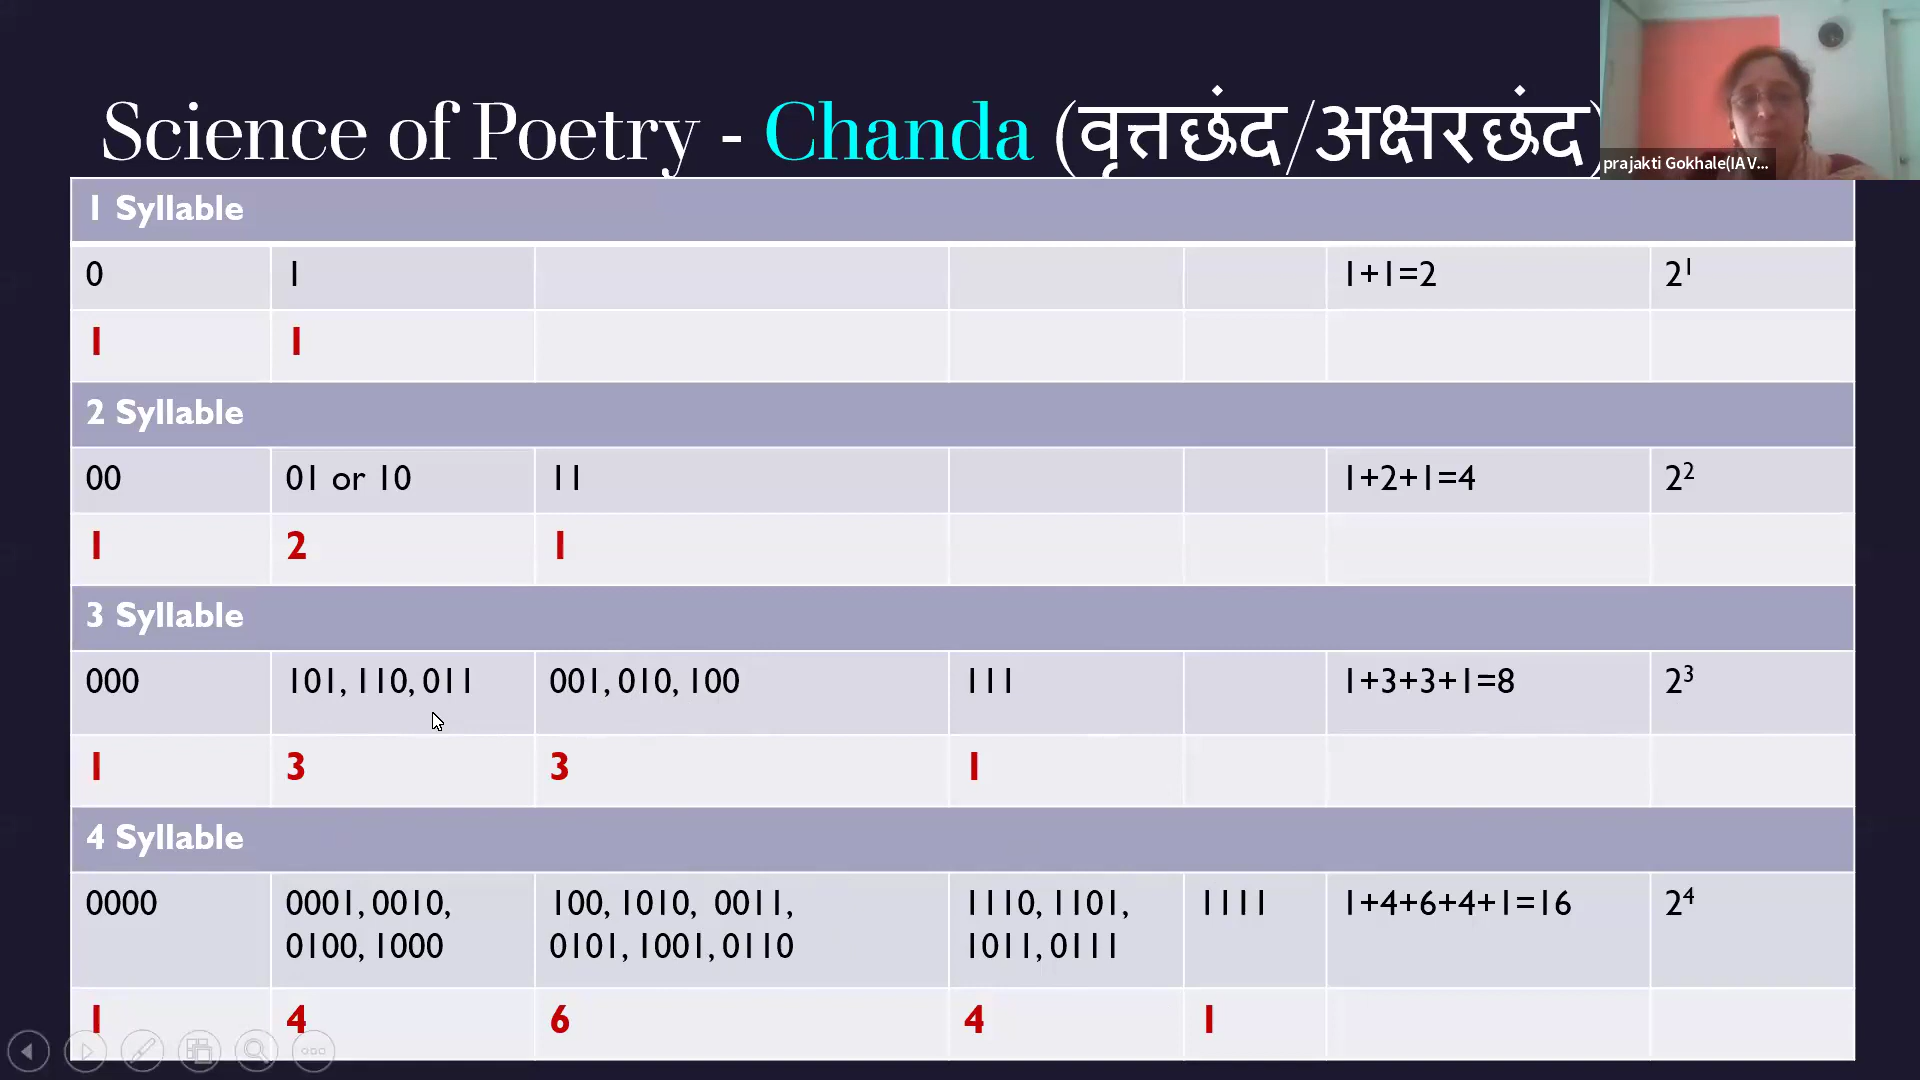 Science of Poetry - Chanda (वृत्तछंद/अक्षरछंद)
prajakti Gokhale(IAV...
1 Syllable
0 1 1+1=2 2¹
1 1
2 Syllable
00 01 or 10 11 1+2+1=4 2²
1 2 1
3 Syllable
000 101, 110, 011 001, 010, 100 111 1+3+3+1=8 2³
1 3 3 1
4 Syllable
0000 0001, 0010, 100, 1010, 0011, 1110, 1101, 1111 1+4+6+4+1=16 2⁴
0100, 1000 0101, 1001, 0110 1011, 0111
1 4 6 4 1